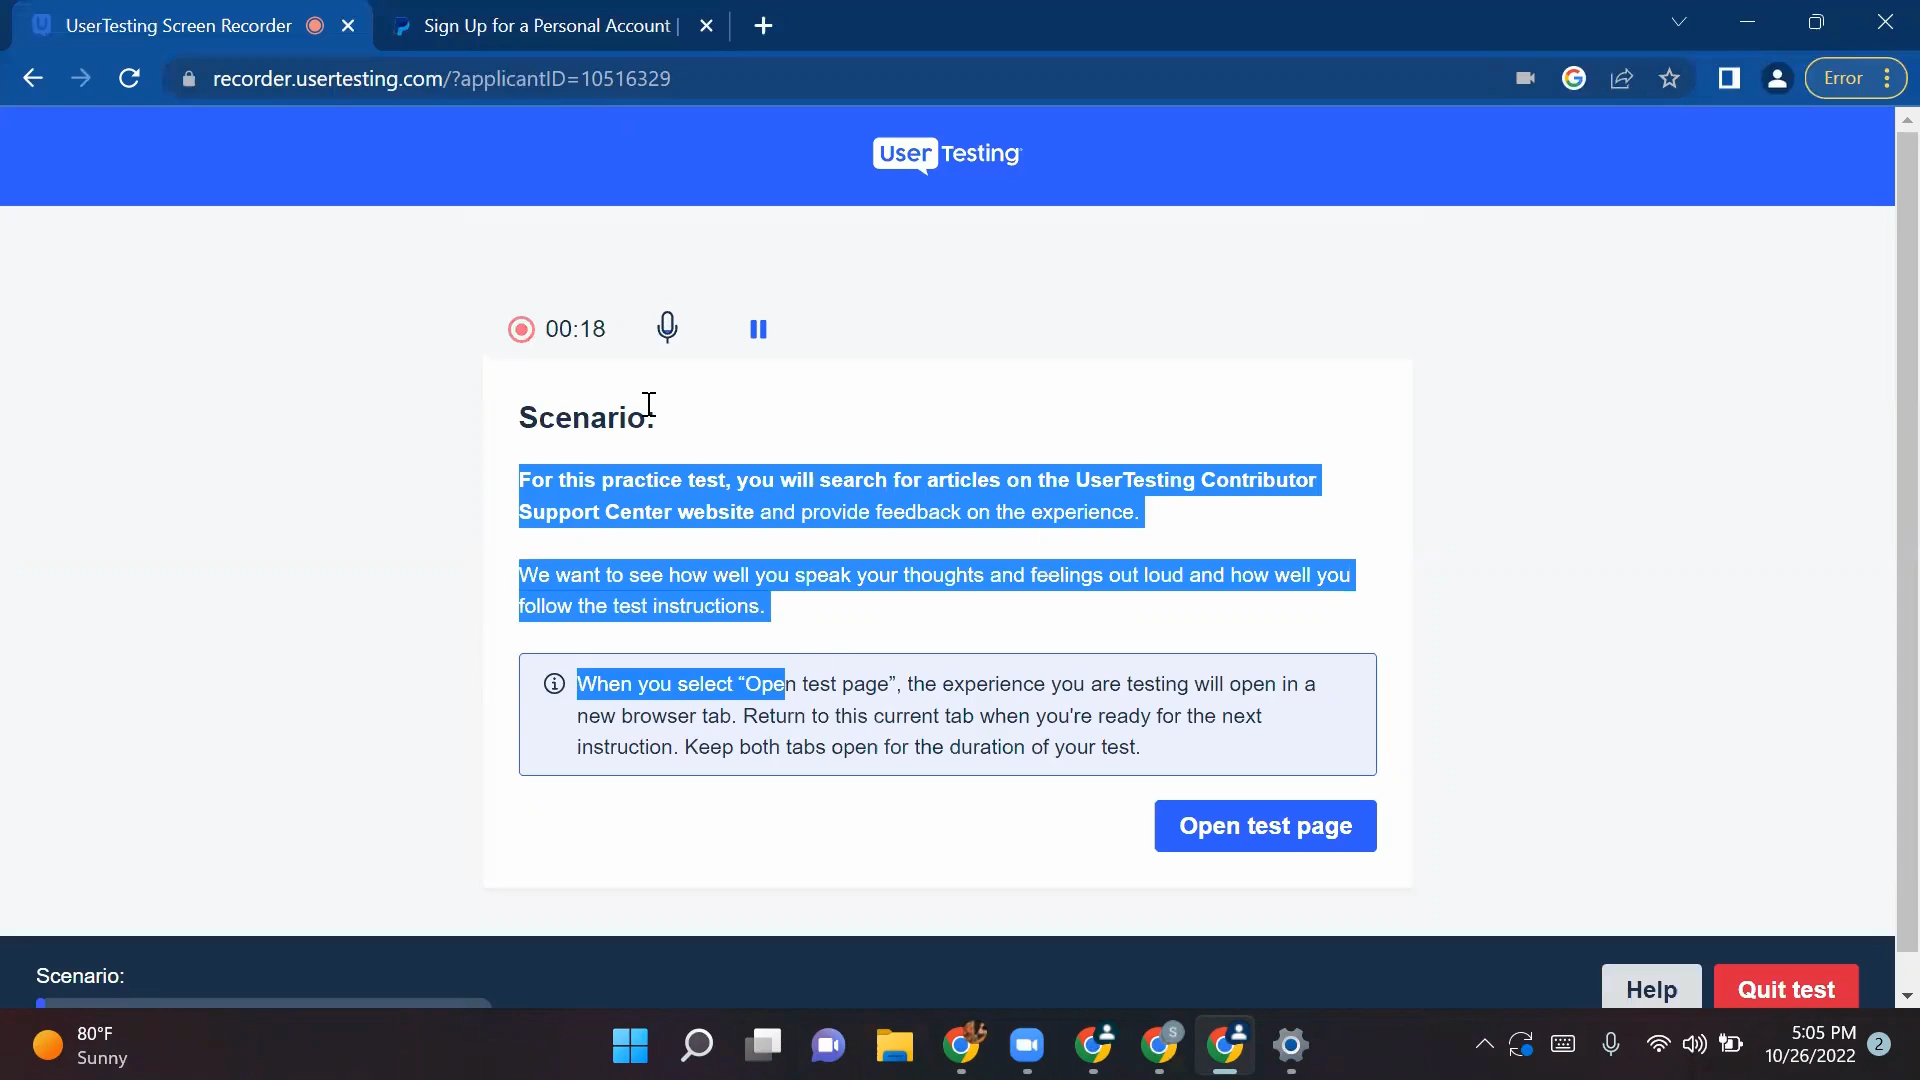 UserTesting Screen Recorder
Sign Up for a Personal Account |
recorder.usertesting.com/?applicantID=10516329
Error
User Testing
00:18
Scenario:
For this practice test, you will search for articles on the UserTesting Contributor
Support Center website and provide feedback on the experience.
We want to see how well you speak your thoughts and feelings out loud and how well you
follow the test instructions.
When you select “Open test page”, the experience you are testing will open in a
new browser tab. Return to this current tab when you're ready for the next
instruction. Keep both tabs open for the duration of your test.
Open test page
Scenario:
Help
Quit test
80°F
Sunny
S
5:05 PM
10/26/2022
2